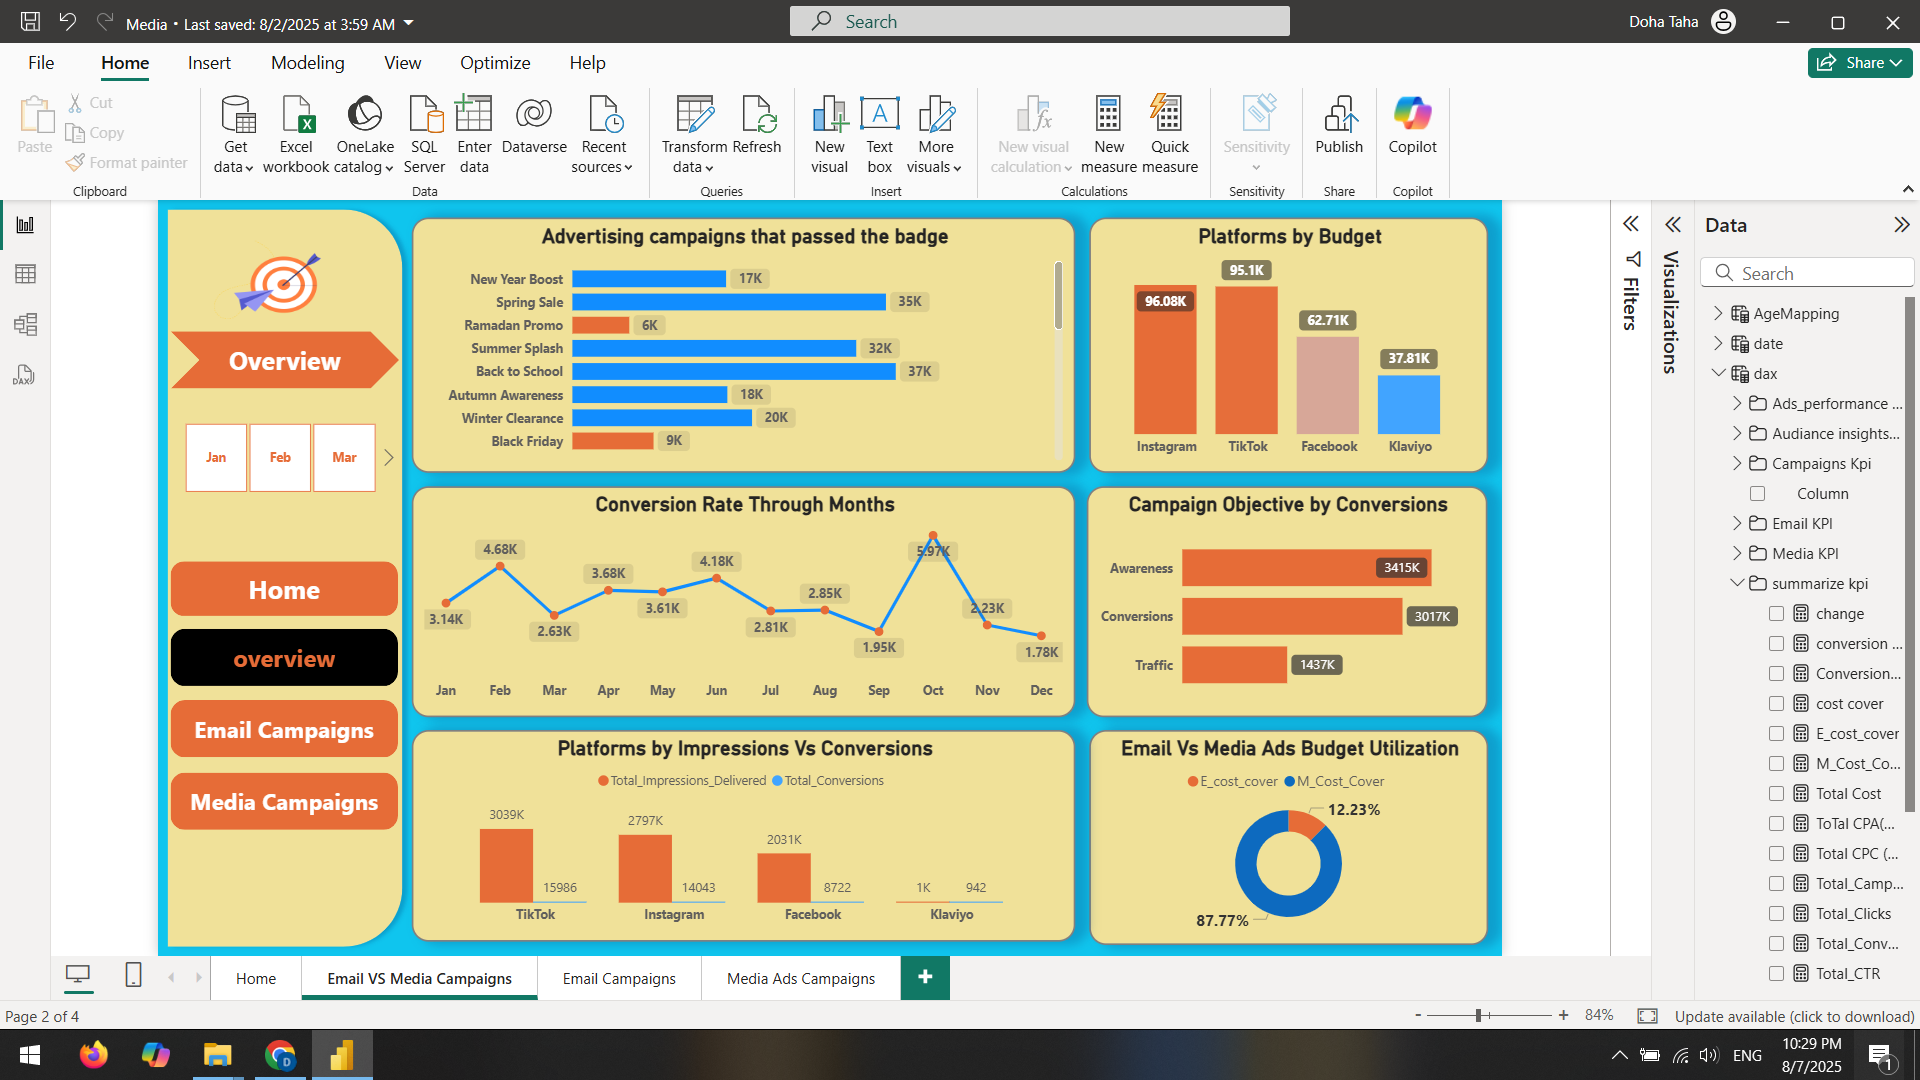 Media • Last saved: 8/2/2025 at 3:59 AM
Search
Doha Taha
File
Home
Insert
Modeling
View
Optimize
Help
Share
Paste
Cut
Copy
Format painter
Clipboard
Get data
Excel workbook
OneLake catalog
SQL Server
Enter data
Dataverse
Recent sources
Data
Transform data
Refresh
Queries
New visual
Text box
More visuals
Insert
New visual calculation
New measure
Quick measure
Calculations
Sensitivity
Sensitivity
Publish
Share
Copilot
Copilot
DAX
Overview
Jan
Feb
Mar
Home
overview
Email Campaigns
Media Campaigns
Advertising campaigns that passed the badge
New Year Boost 17K
Spring Sale 35K
Ramadan Promo 6K
Summer Splash 32K
Back to School 37K
Autumn Awareness 18K
Winter Clearance 20K
Black Friday 9K
Platforms by Budget
96.08K
95.1K
62.71K
37.81K
Instagram
TikTok
Facebook
Klaviyo
Conversion Rate Through Months
3.14K
4.68K
2.63K
3.68K
3.61K
4.18K
2.81K
2.85K
1.95K
5.97K
2.23K
1.78K
Jan
Feb
Mar
Apr
May
Jun
Jul
Aug
Sep
Oct
Nov
Dec
Campaign Objective by Conversions
Awareness 3415K
Conversions 3017K
Traffic 1437K
Platforms by Impressions Vs Conversions
Total_Impressions_Delivered
Total_Conversions
3039K
15986
2797K
14043
2031K
8722
1K
942
TikTok
Instagram
Facebook
Klaviyo
Email Vs Media Ads Budget Utilization
E_cost_cover
M_Cost_Cover
12.23%
87.77%
Filters
Visualizations
Data
Search
AgeMapping
date
dax
Ads_performance ...
Audiance insights...
Campaigns Kpi
Column
Email KPI
Media KPI
summarize kpi
change
conversion ...
Conversion...
cost cover
E_cost_cover
M_Cost_Co...
Total Cost
ToTal CPA(...
Total CPC (...
Total_Camp...
Total_Clicks
Total_Conv...
Total_CTR
Home
Email VS Media Campaigns
Email Campaigns
Media Ads Campaigns
+
Page 2 of 4
- + 84%
Update available (click to download)
D
ENG
10:29 PM
8/7/2025
1